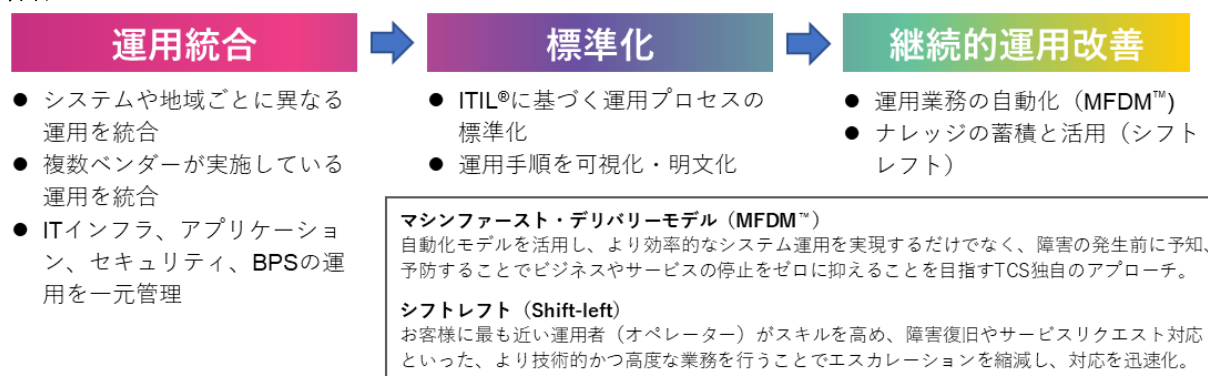 運用統合
標準化
継続的運用改善
● システムや地域ごとに異なる
運用を統合
● 複数ベンダーが実施している
運用を統合
● ITインフラ、アプリケーショ
ン、セキュリティ、BPSの運
用を一元管理
● ITIL®に基づく運用プロセスの
標準化
● 運用手順を可視化・明文化
● 運用業務の自動化（MFDM™)
● ナレッジの蓄積と活用（シフト
レフト）
マシンファースト・デリバリーモデル（MFDM™）
自動化モデルを活用し、より効率的なシステム運用を実現するだけでなく、障害の発生前に予知、
予防することでビジネスやサービスの停止をゼロに抑えることを目指すTCS独自のアプローチ。
シフトレフト（Shift-left）
お客様に最も近い運用者（オペレーター）がスキルを高め、障害復旧やサービスリクエスト対応
といった、より技術的かつ高度な業務を行うことでエスカレーションを縮減し、対応を迅速化。